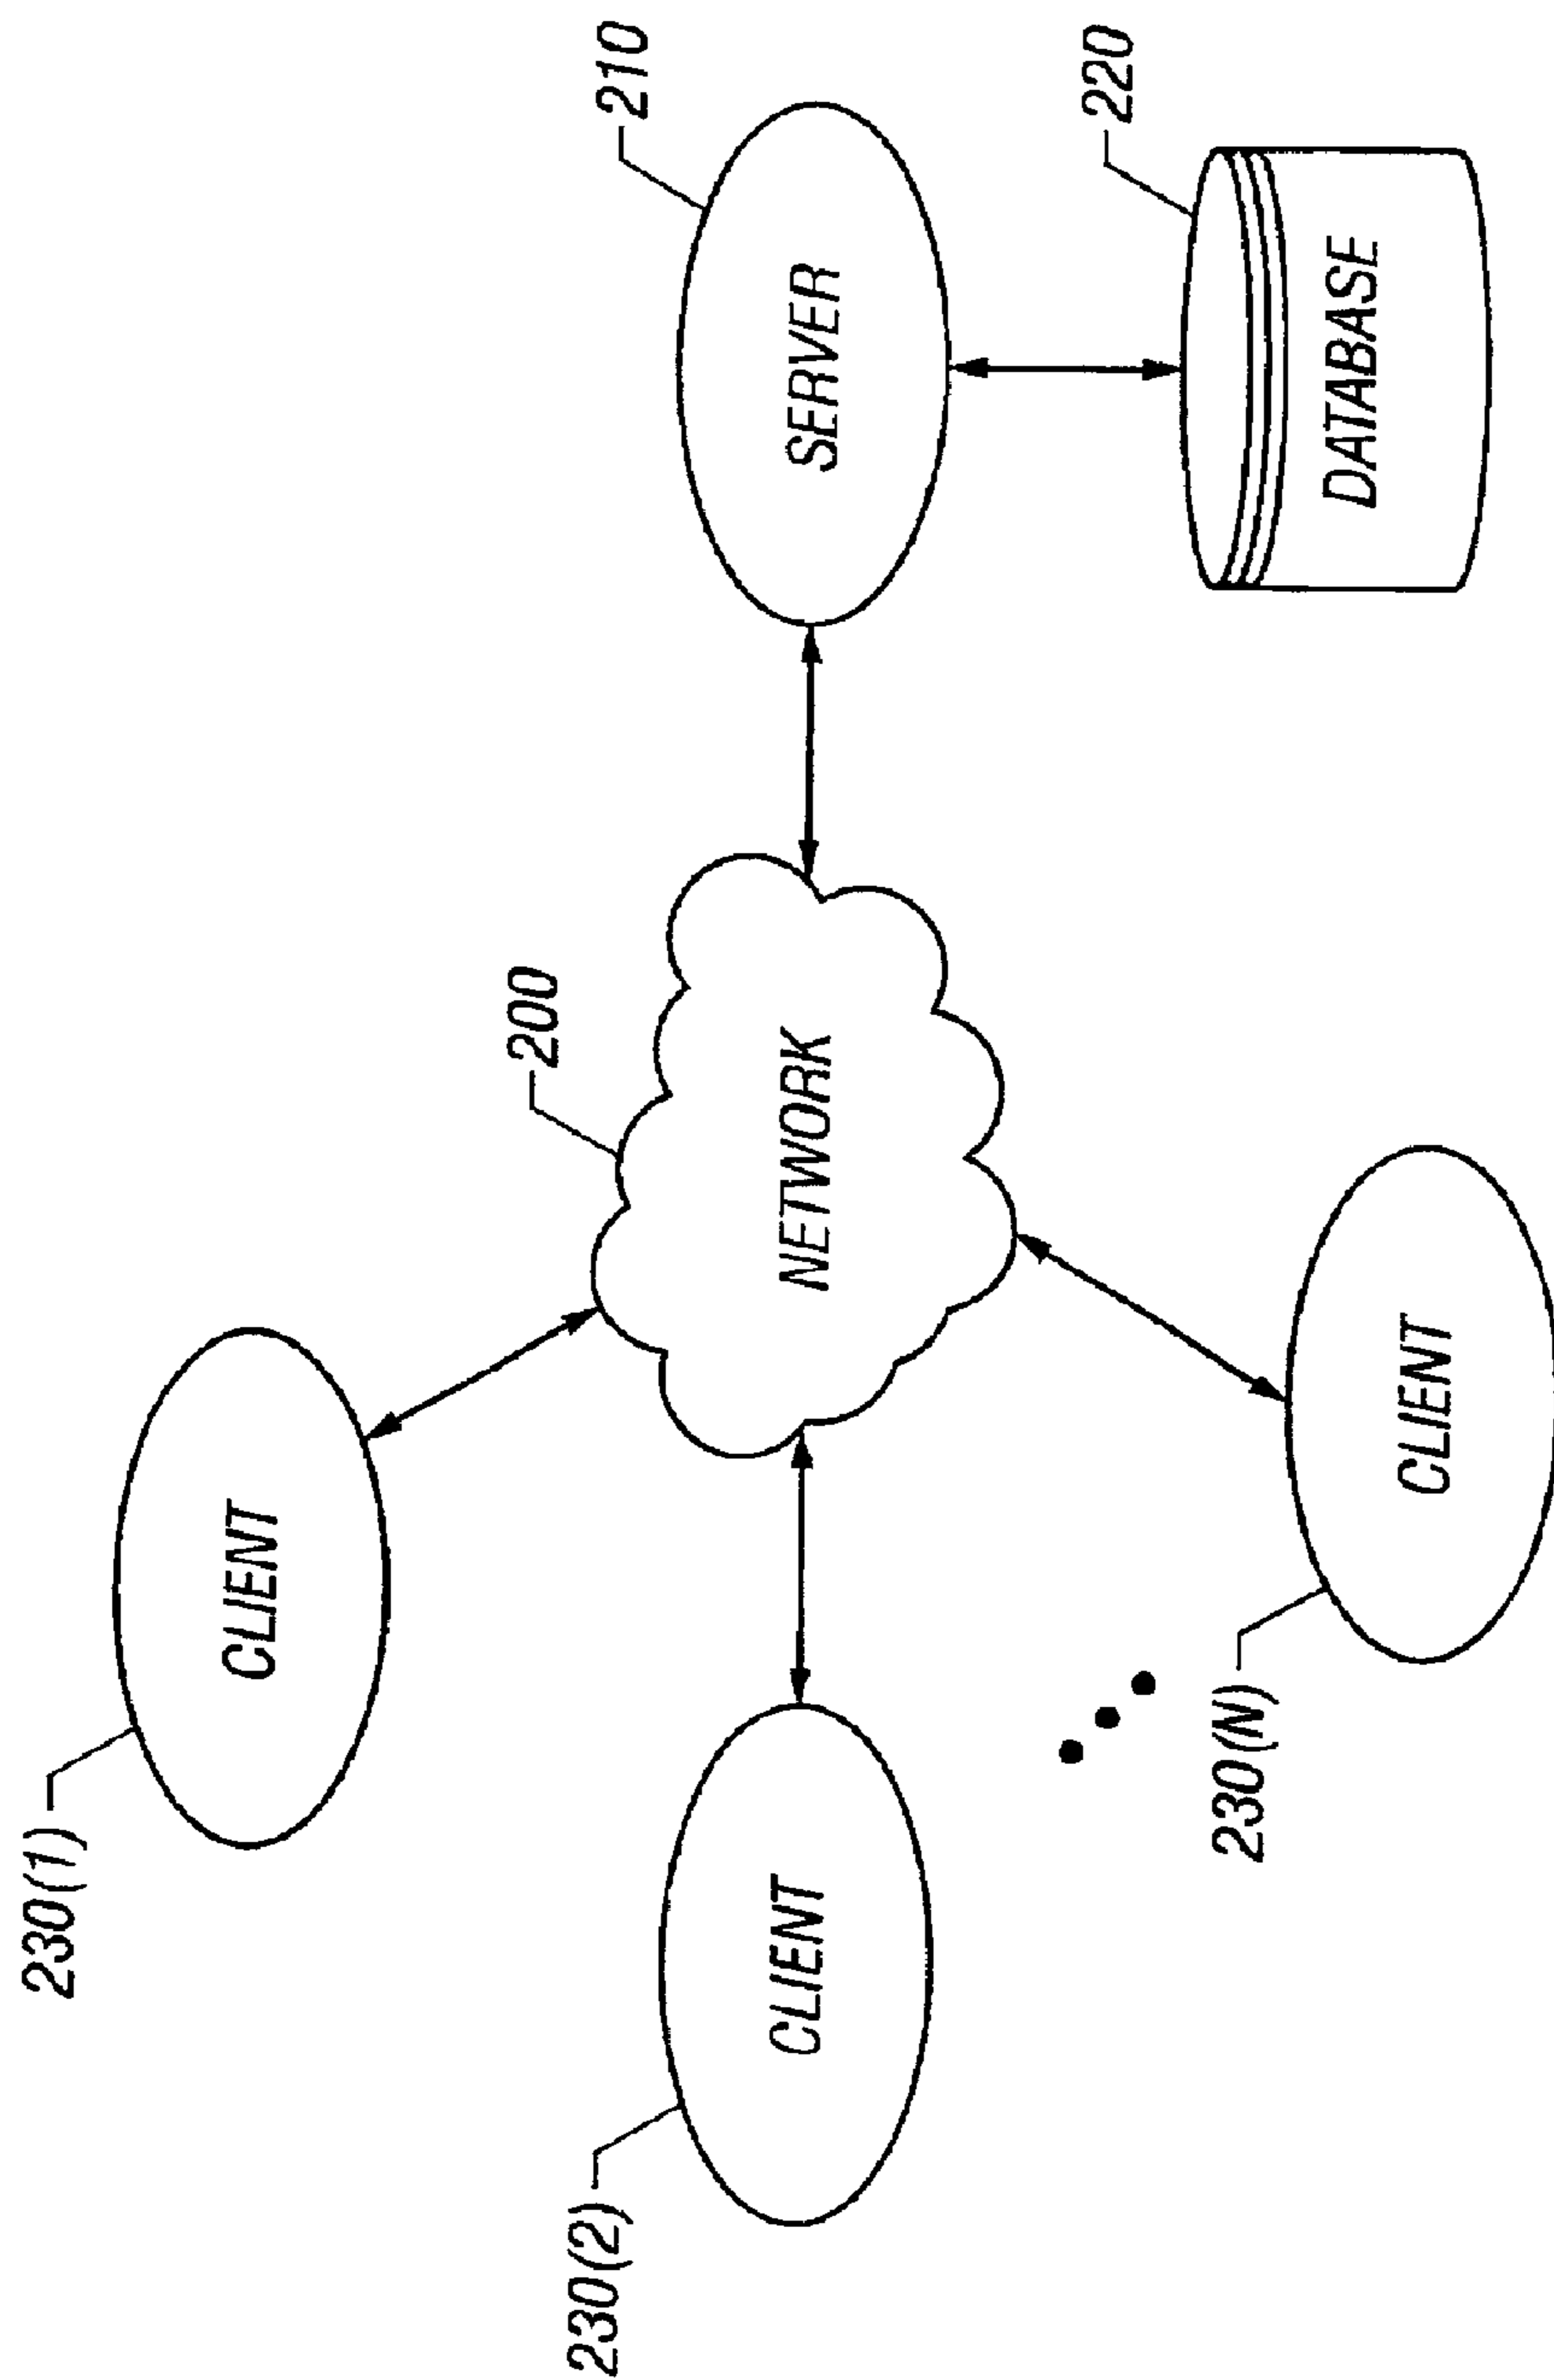 230(1)
CLIENT
200
210
230(2)
CLIENT
NETWORK
SERVER
220
230(N)
CLIENT
DATABASE